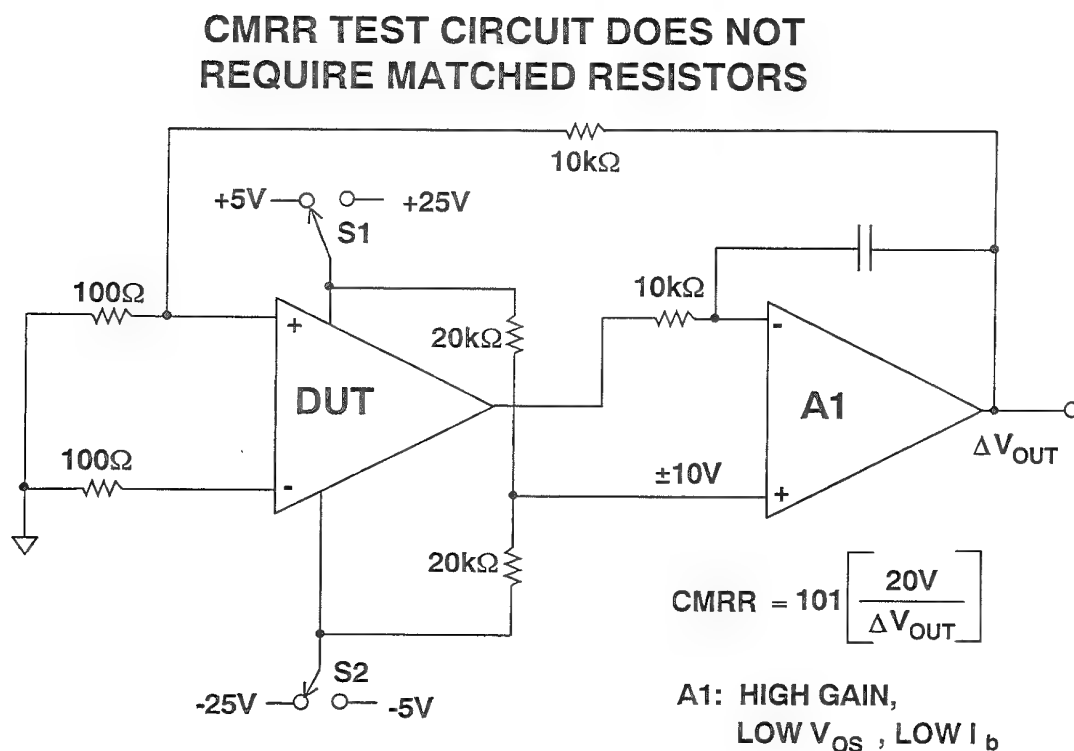 CMRR TEST CIRCUIT DOES NOT
REQUIRE MATCHED RESISTORS
10kΩ
+5V
+25V
S1
100Ω
10kΩ
+
-
20kΩ
DUT
A1
ΔVOUT
100Ω
-
±10V
+
20kΩ
CMRR = 101 [ 20V / ΔVOUT ]
S2
-25V
-5V
A1: HIGH GAIN,
LOW VOS , LOW Ib